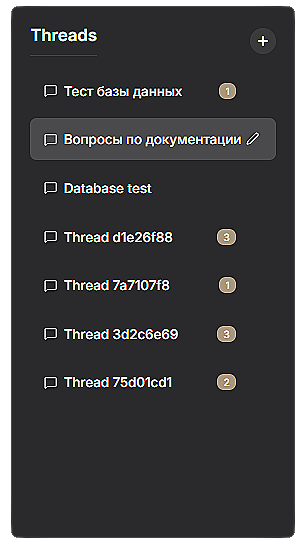 Threads
+
Тест базы данных 1
Вопросы по документации
Database test
Thread d1e26f88 3
Thread 7a7107f8 1
Thread 3d2c6e69 3
Thread 75d01cd1 2